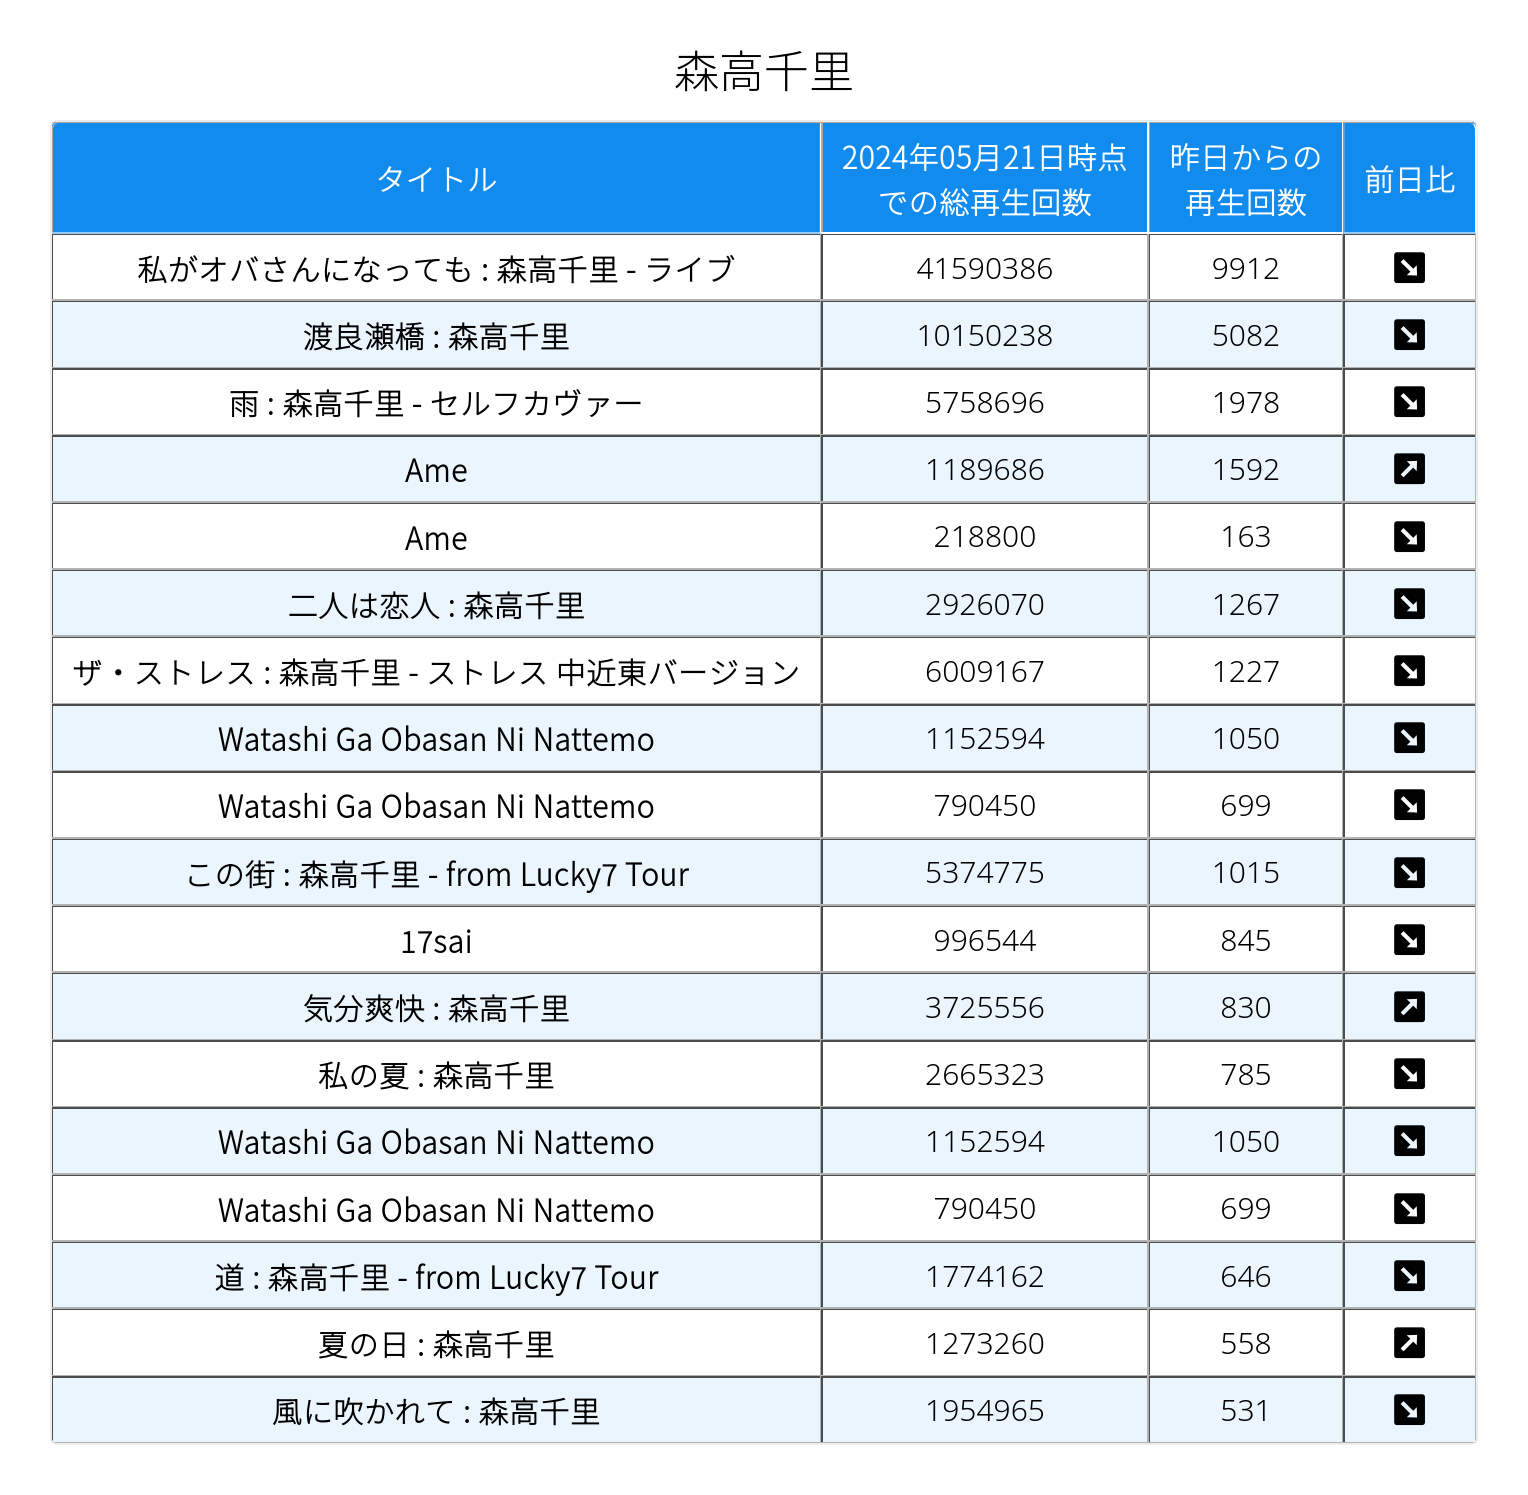 森高千里
タイトル 2024年05月21日時点での総再生回数 昨日からの再生回数 前日比
私がオバさんになっても : 森高千里 - ライブ 41590386 9912 ↘
渡良瀬橋 : 森高千里 10150238 5082 ↘
雨 : 森高千里 - セルフカヴァー 5758696 1978 ↘
Ame 1189686 1592 ↗
Ame 218800 163 ↘
二人は恋人 : 森高千里 2926070 1267 ↘
ザ・ストレス : 森高千里 - ストレス 中近東バージョン 6009167 1227 ↘
Watashi Ga Obasan Ni Nattemo 1152594 1050 ↘
Watashi Ga Obasan Ni Nattemo 790450 699 ↘
この街 : 森高千里 - from Lucky7 Tour 5374775 1015 ↘
17sai 996544 845 ↘
気分爽快 : 森高千里 3725556 830 ↗
私の夏 : 森高千里 2665323 785 ↘
Watashi Ga Obasan Ni Nattemo 1152594 1050 ↘
Watashi Ga Obasan Ni Nattemo 790450 699 ↘
道 : 森高千里 - from Lucky7 Tour 1774162 646 ↘
夏の日 : 森高千里 1273260 558 ↗
風に吹かれて : 森高千里 1954965 531 ↘